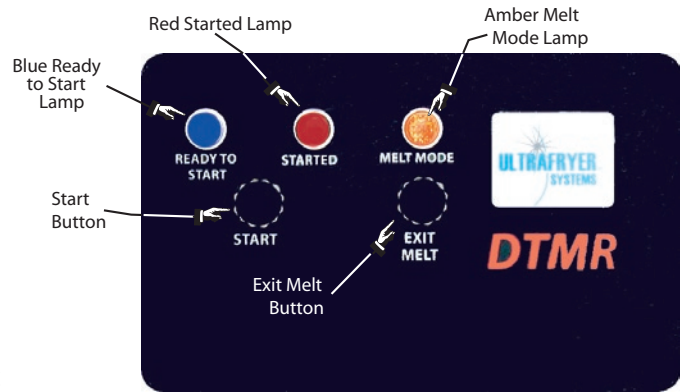 Amber Melt
Mode Lamp
Red Started Lamp
Blue Ready
to Start
Lamp
READY TO
START
STARTED
MELT MODE
ULTRAFRYER
SYSTEMS
Start
Button
START
EXIT
MELT
DTMR
Exit Melt
Button